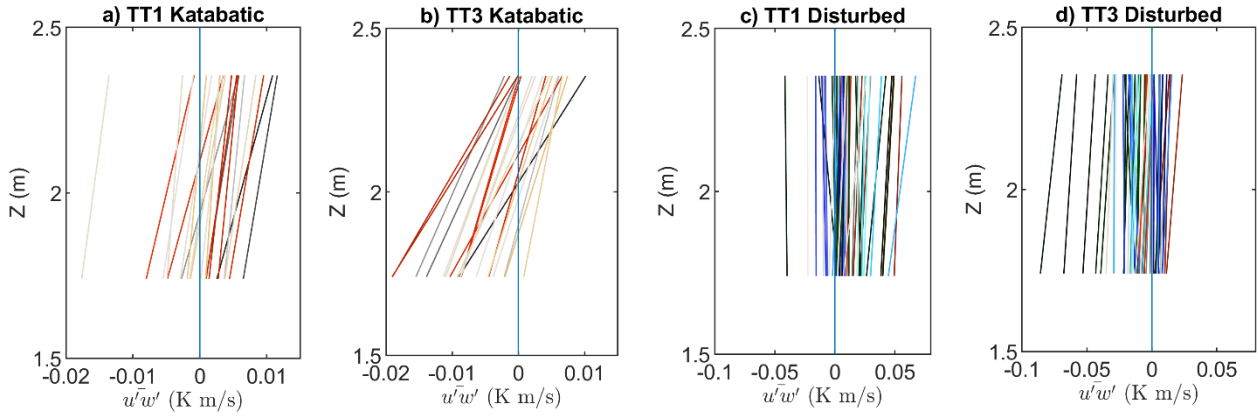 a) TT1 Katabatic
b) TT3 Katabatic
c) TT1 Disturbed
d) TT3 Disturbed
2.5
2
1.5
Z (m)
-0.02 -0.01 0 0.01
u'w̄' (K m/s)
2.5
2
1.5
Z (m)
-0.02 -0.01 0 0.01
u'w̄' (K m/s)
2.5
2
1.5
Z (m)
-0.1 -0.05 0 0.05
u'w̄' (K m/s)
2.5
2
1.5
Z (m)
-0.1 -0.05 0 0.05
u'w̄' (K m/s)